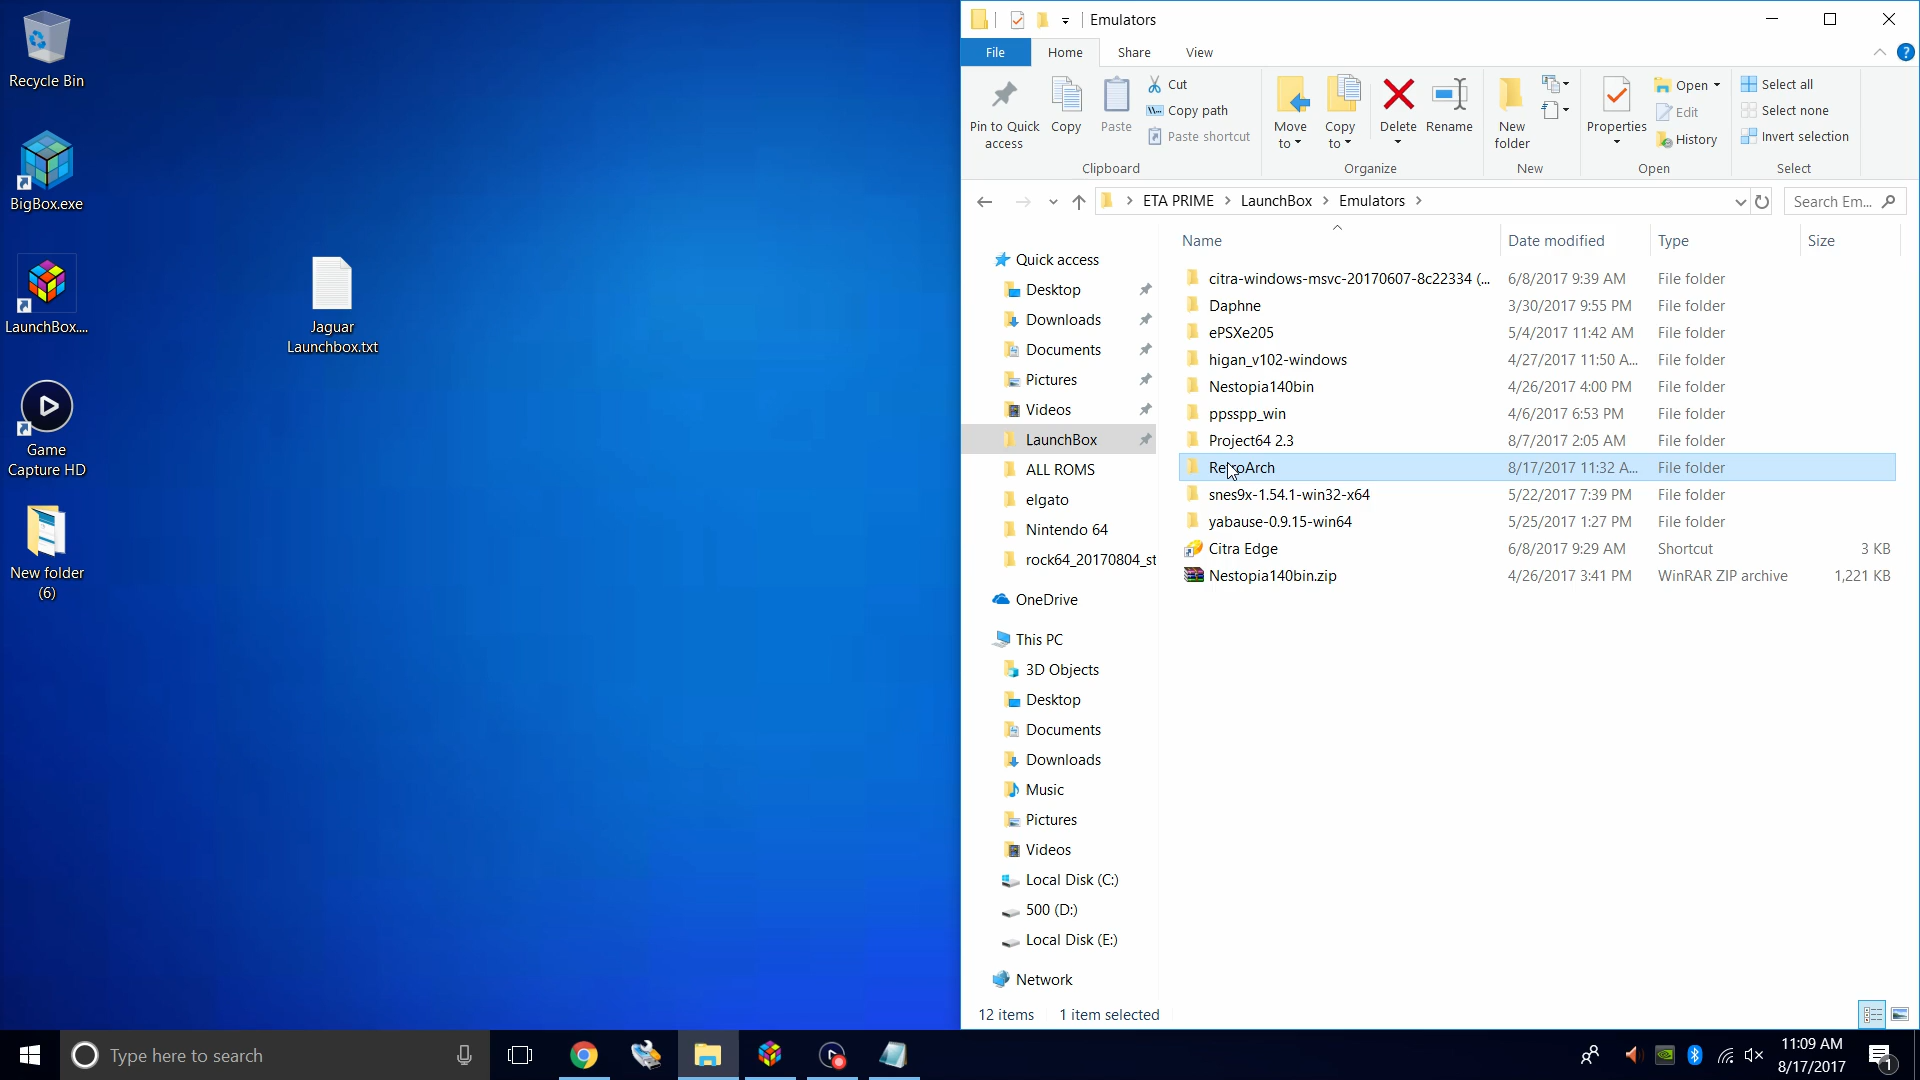 Recycle Bin
BigBox.exe
LaunchBox....
Game
Capture HD
New folder
(6)
Jaguar
Launchbox.txt
Emulators
File
Home
Share
View
Pin to Quick
access
Copy
Paste
Cut
Copy path
Paste shortcut
Clipboard
Move
to
Copy
to
Delete
Rename
Organize
New
folder
New
Properties
Open
Edit
History
Open
Select all
Select none
Invert selection
Select
ETA PRIME
LaunchBox
Emulators
Search Em...
Name
Date modified
Type
Size
Quick access
Desktop
Downloads
Documents
Pictures
Videos
LaunchBox
ALL ROMS
elgato
Nintendo 64
rock64_20170804_st
OneDrive
This PC
3D Objects
Desktop
Documents
Downloads
Music
Pictures
Videos
Local Disk (C:)
500 (D:)
Local Disk (E:)
Network
citra-windows-msvc-20170607-8c22334 (... 6/8/2017 9:39 AM File folder
Daphne 3/30/2017 9:55 PM File folder
ePSXe205 5/4/2017 11:42 AM File folder
higan_v102-windows 4/27/2017 11:50 A... File folder
Nestopia140bin 4/26/2017 4:00 PM File folder
ppsspp_win 4/6/2017 6:53 PM File folder
Project64 2.3 8/7/2017 2:05 AM File folder
RetroArch 8/17/2017 11:32 A... File folder
snes9x-1.54.1-win32-x64 5/22/2017 7:39 PM File folder
yabause-0.9.15-win64 5/25/2017 1:27 PM File folder
Citra Edge 6/8/2017 9:29 AM Shortcut 3 KB
Nestopia140bin.zip 4/26/2017 3:41 PM WinRAR ZIP archive 1,221 KB
12 items 1 item selected
Type here to search
11:09 AM
8/17/2017
1